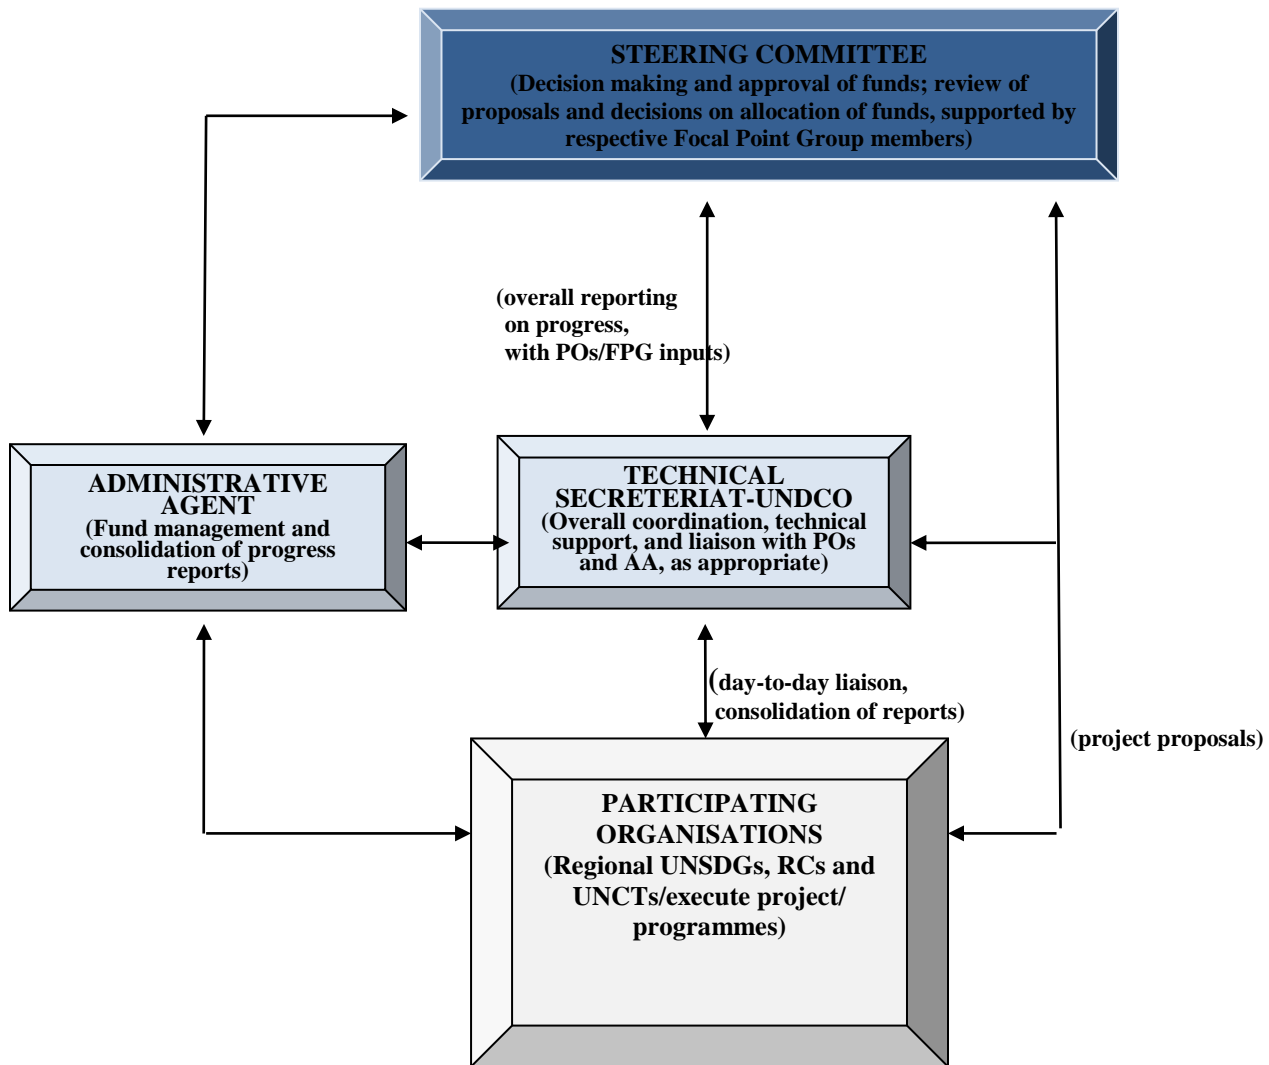 STEERING COMMITTEE
(Decision making and approval of funds; review of
proposals and decisions on allocation of funds, supported by
respective Focal Point Group members)
(overall reporting
on progress,
with POs/FPG inputs)
ADMINISTRATIVE
AGENT
(Fund management and
consolidation of progress
reports)
TECHNICAL
SECRETERIAT-UNDCO
(Overall coordination, technical
support, and liaison with POs
and AA, as appropriate)
(day-to-day liaison,
consolidation of reports)
(project proposals)
PARTICIPATING
ORGANISATIONS
(Regional UNSDGs, RCs and
UNCTs/execute project/
programmes)